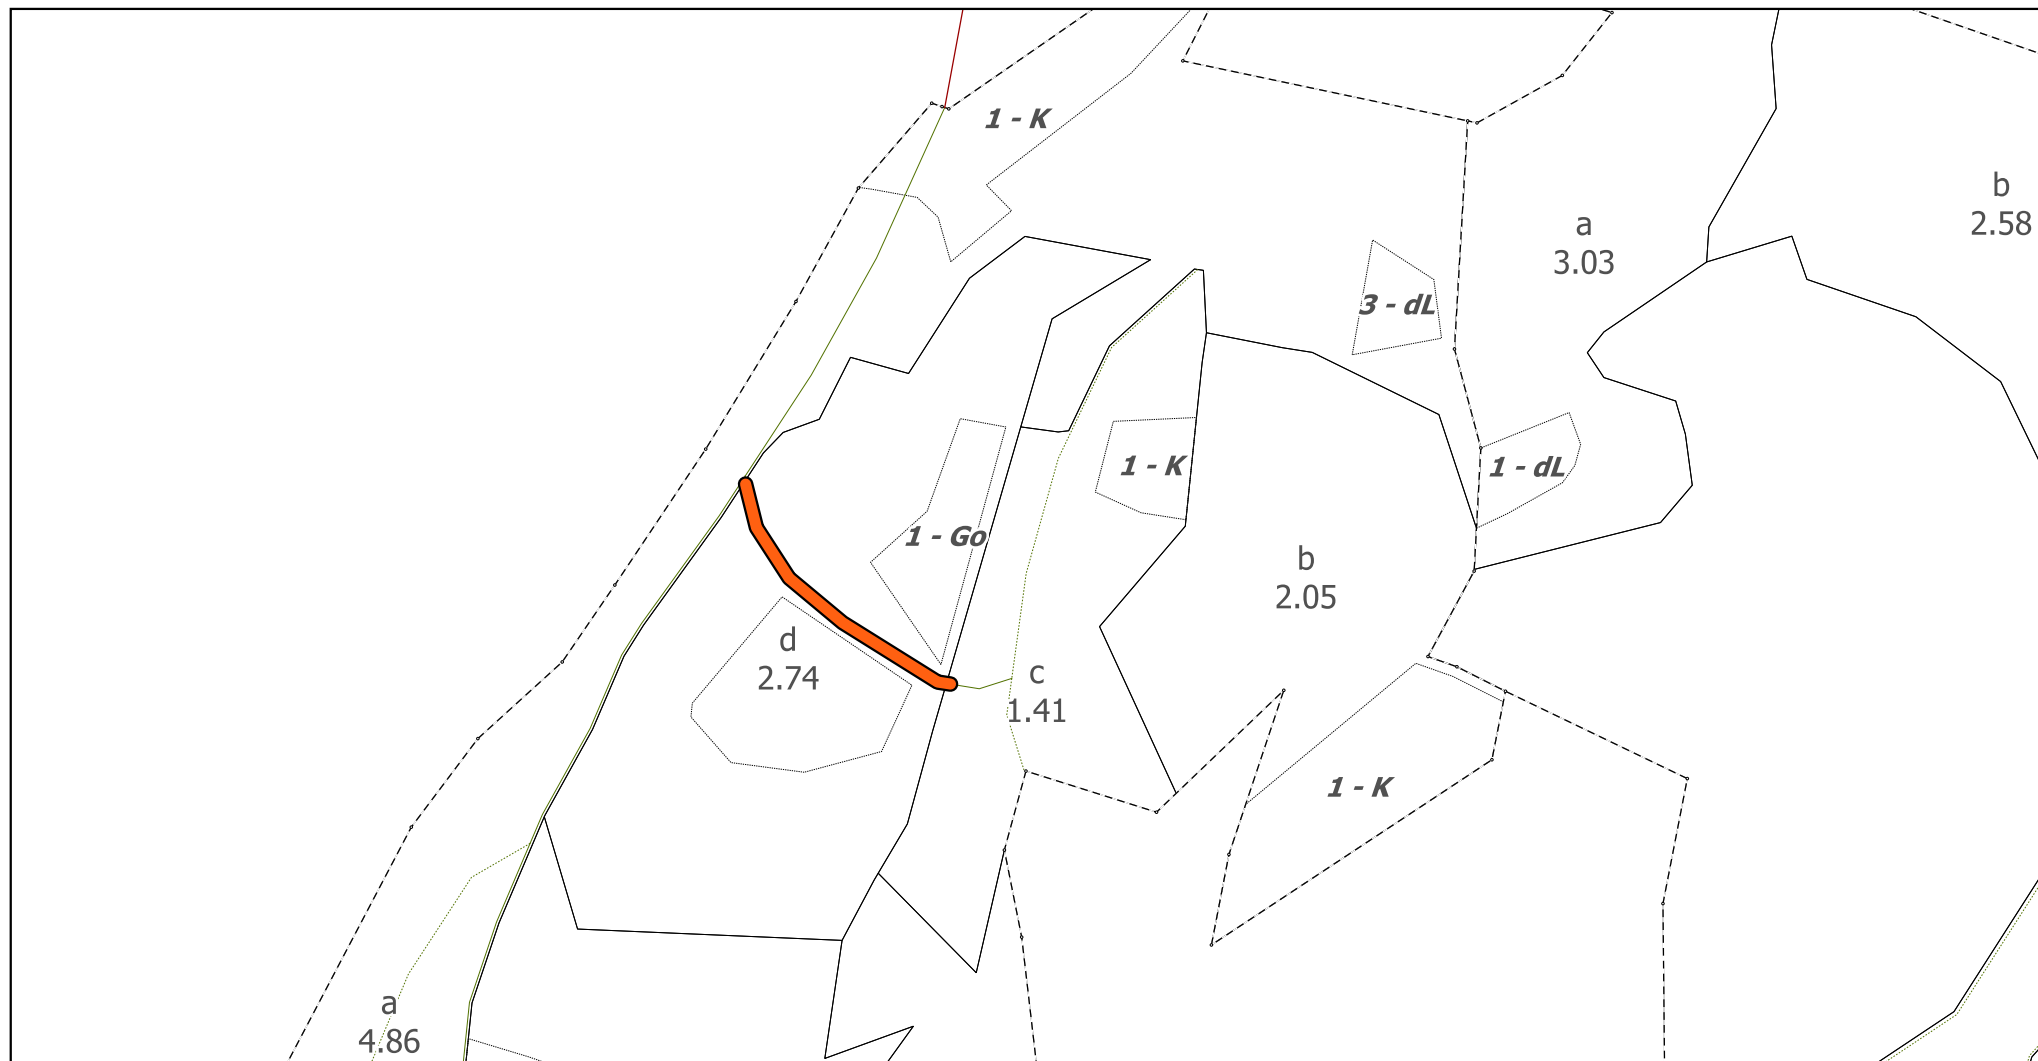 1 - K
b
2.58
a
3.03
3 - dL
1 - K
1 - dL
1 - Go
b
2.05
d
2.74
c
1.41
1 - K
a
4.86